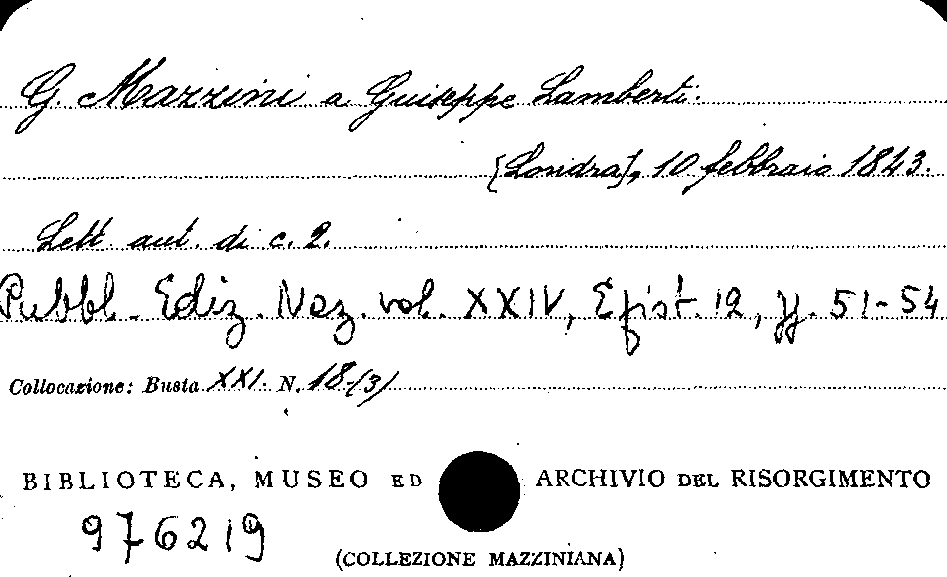 G. Mazzini a Giuseppe Lamberti.
[Londra], 10 febbraio 1843.
Lett aut. di c. 2.
Pubbl. Ediz. Naz. vol. XXIV, Epist. 12, pp. 51-54
Collocazione: Busta XXI. N. 18-(3)
BIBLIOTECA, MUSEO ED ARCHIVIO DEL RISORGIMENTO
976219
(COLLEZIONE MAZZINIANA)